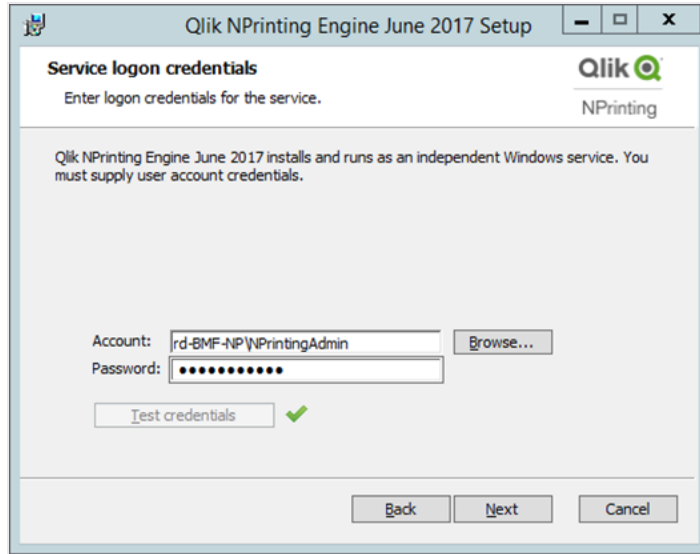 Qlik NPrinting Engine June 2017 Setup
Service logon credentials
Enter logon credentials for the service.
Qlik
NPrinting
Qlik NPrinting Engine June 2017 installs and runs as an independent Windows service. You
must supply user account credentials.
Account: rd-BMF-NP\NPrintingAdmin Browse...
Password: ●●●●●●●●●●●
Test credentials
Back Next Cancel